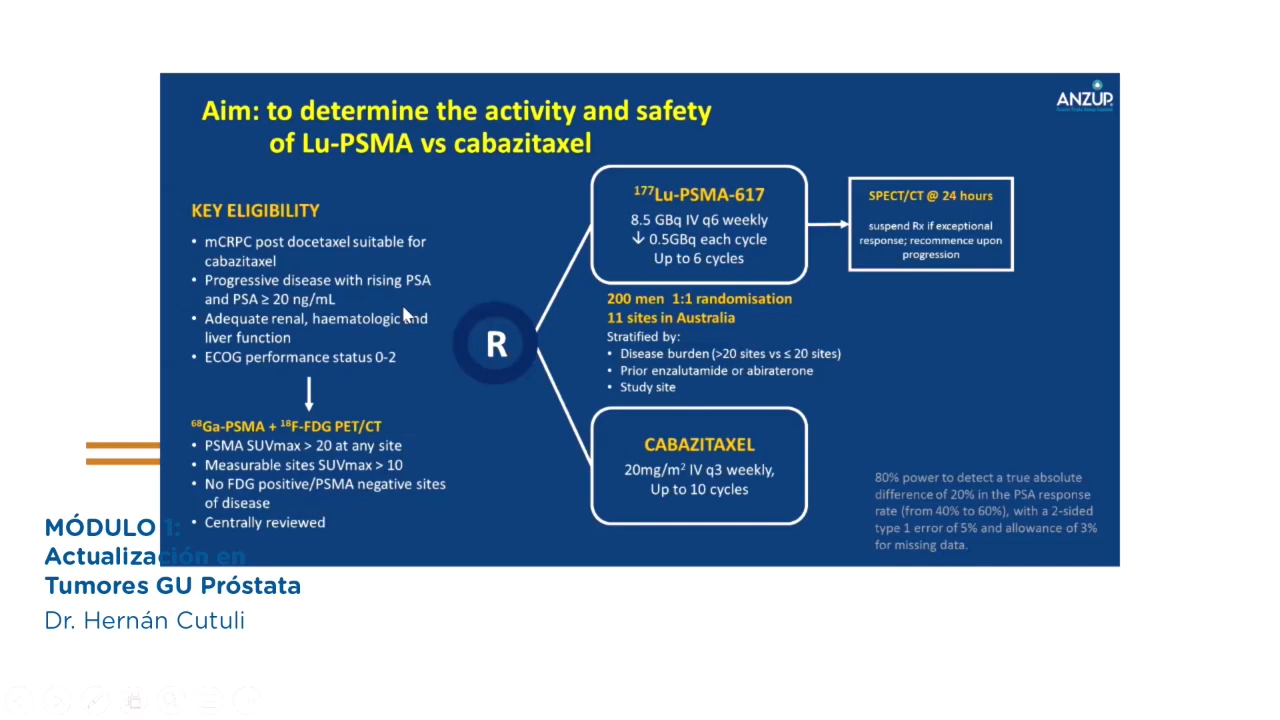 Aim: to determine the activity and safety
of Lu-PSMA vs cabazitaxel
ANZUP
KEY ELIGIBILITY
• mCRPC post docetaxel suitable for
cabazitaxel
• Progressive disease with rising PSA
and PSA ≥ 20 ng/mL
• Adequate renal, haematologic and
liver function
• ECOG performance status 0-2
⁶⁸Ga-PSMA + ¹⁸F-FDG PET/CT
• PSMA SUVmax > 20 at any site
• Measurable sites SUVmax > 10
• No FDG positive/PSMA negative sites
of disease
• Centrally reviewed
R
¹⁷⁷Lu-PSMA-617
8.5 GBq IV q6 weekly
↓ 0.5GBq each cycle
Up to 6 cycles
SPECT/CT @ 24 hours
suspend Rx if exceptional
response; recommence upon
progression
200 men 1:1 randomisation
11 sites in Australia
Stratified by:
• Disease burden (>20 sites vs ≤ 20 sites)
• Prior enzalutamide or abiraterone
• Study site
CABAZITAXEL
20mg/m² IV q3 weekly,
Up to 10 cycles
80% power to detect a true absolute
difference of 20% in the PSA response
rate (from 40% to 60%), with a 2-sided
type 1 error of 5% and allowance of 3%
for missing data.
MÓDULO 1:
Actualización en
Tumores GU Próstata
Dr. Hernán Cutuli